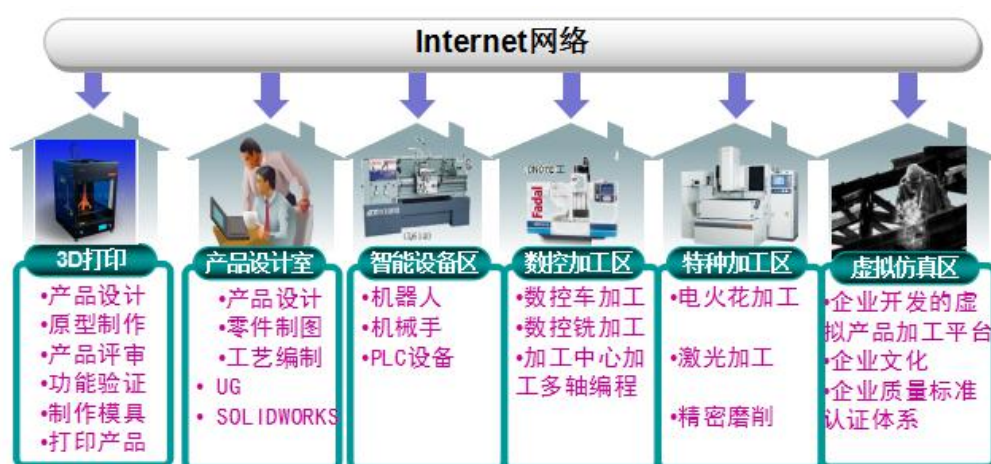 Internet网络
Fadal
3D打印
•产品设计
•原型制作
•产品评审
•功能验证
•制作模具
•打印产品
产品设计室
•产品设计
•零件制图
•工艺编制
• UG
• SOLIDWORKS
智能设备区
•机器人
•机械手
•PLC设备
数控加工区
•数控车加工
•数控铣加工
•加工中心加
工多轴编程
特种加工区
•电火花加工
•激光加工
•精密磨削
虚拟仿真区
•企业开发的虚
拟产品加工平台
•企业文化
•企业质量标准
认证体系